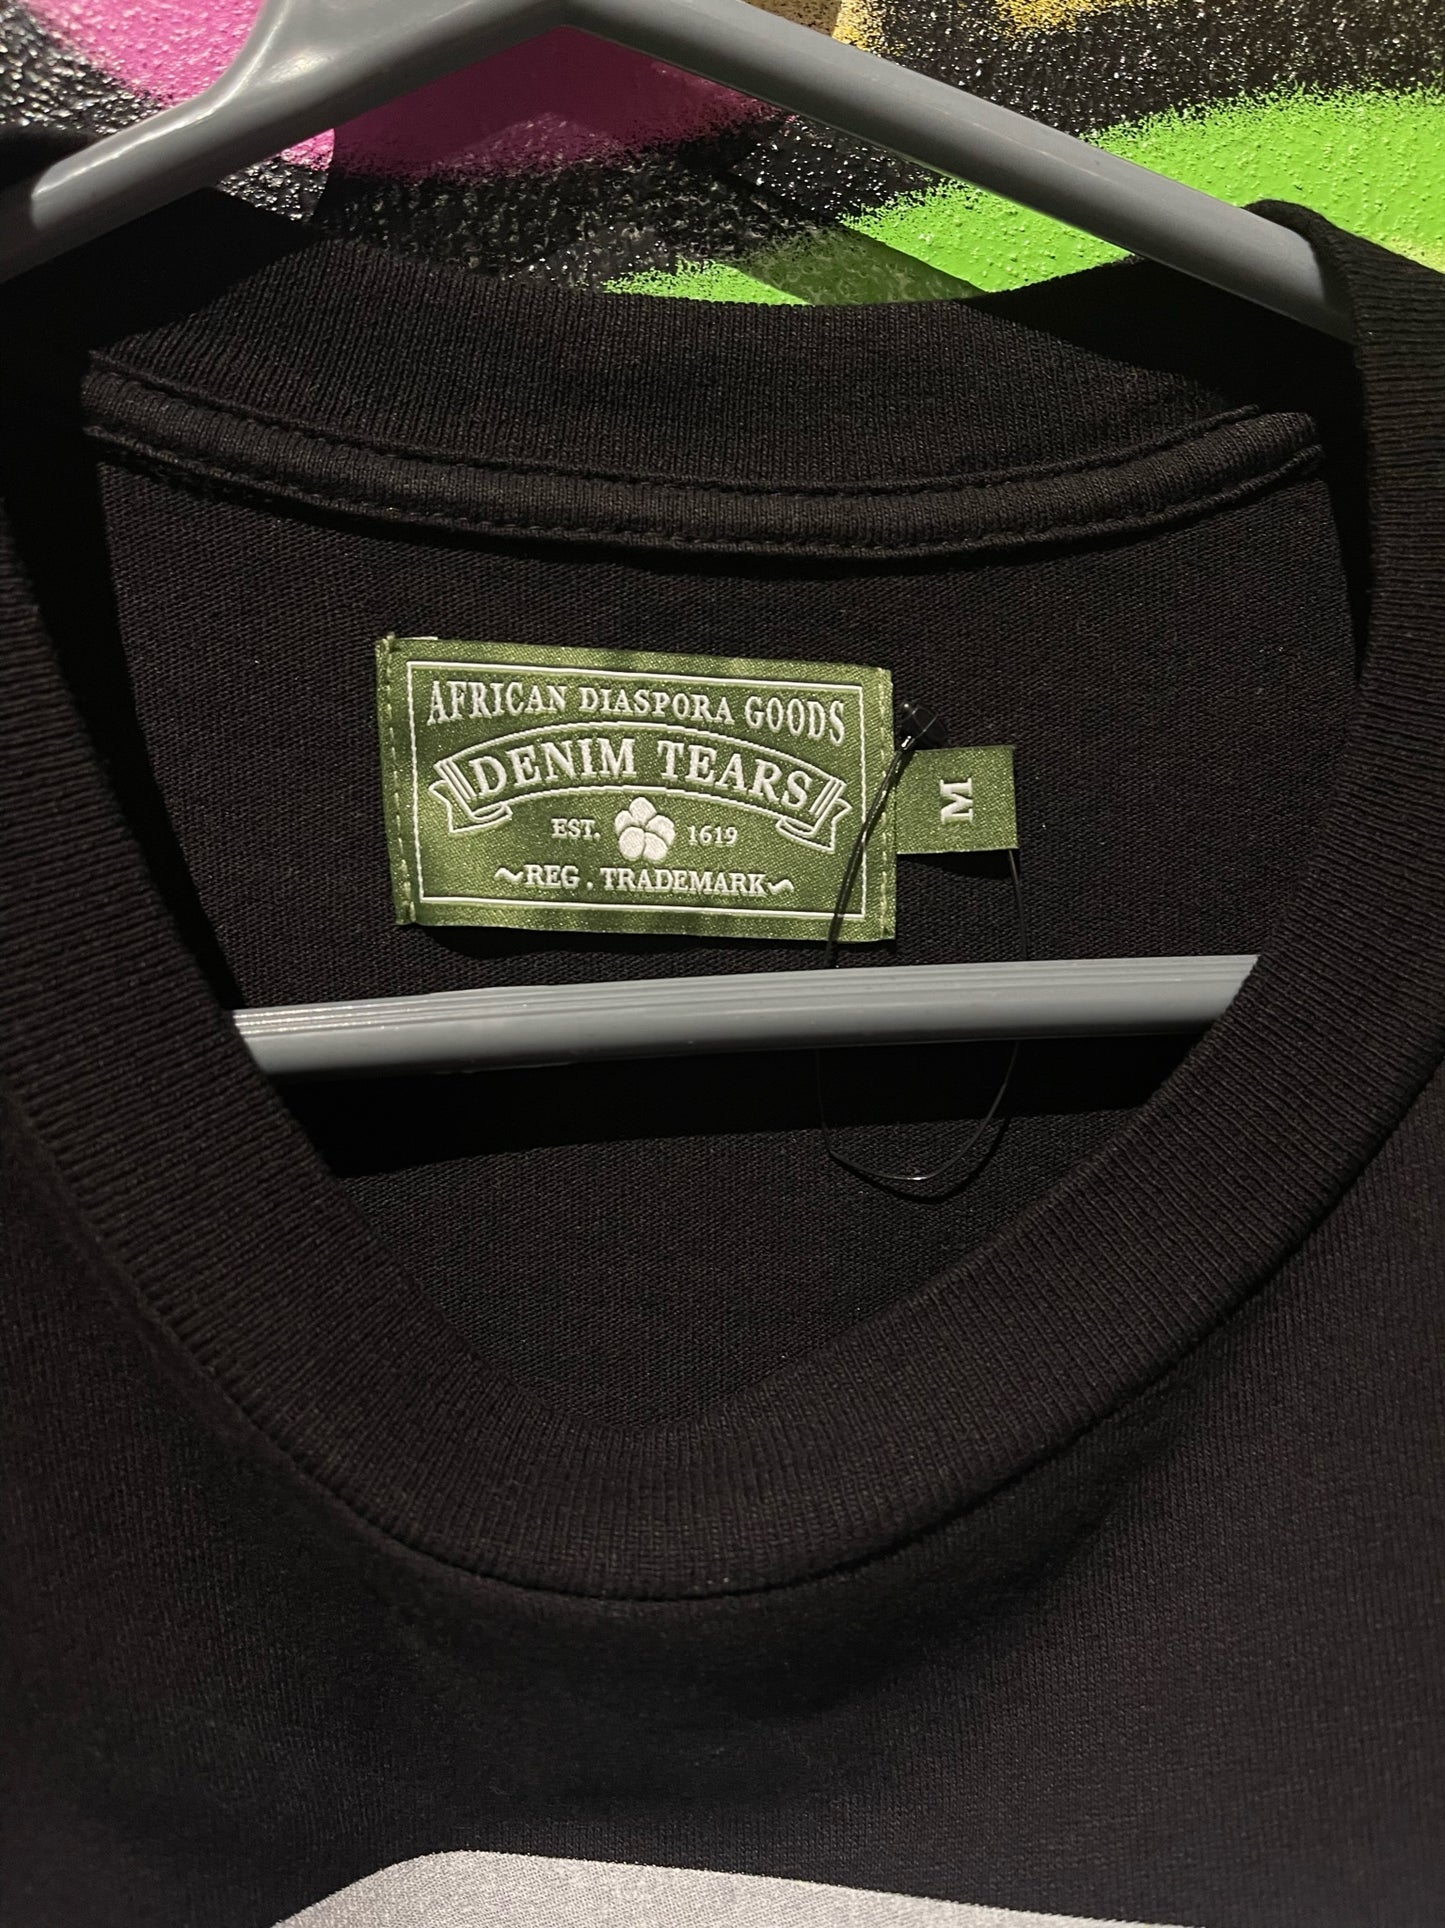 AFRICAN DIASPORA GOODS
DENIM TEARS
EST. 1619
~REG. TRADEMARK~
M